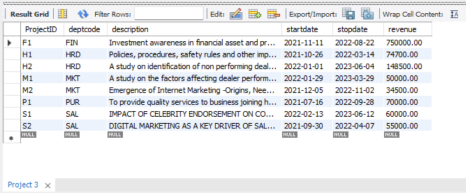 Result Grid Filter Rows: Edit: Export/Import: Wrap Cell Content: IA
ProjectID deptcode description startdate stopdate revenue
F1 FIN Investment awareness in financial asset and pr... 2021-11-11 2022-08-22 750000.00
H1 HRD Policies, procedures, safety rules and other imp... 2021-10-26 2022-03-14 74700.00
H3 HRD A study on identification of non performing deal... 2022-01-01 2023-06-04 148500.00
M1 MKT A study on the factors affecting dealer perform... 2022-01-29 2023-03-29 50000.00
M2 MKT Emergence of Internet Marketing -Origins, Nee... 2021-12-05 2022-11-02 34500.00
P1 PUR To provide quality services to business joining h... 2021-07-16 2022-09-28 70000.00
S1 SAL IMPACT OF CELEBRITY ENDORSEMENT ON CO... 2022-02-13 2023-06-12 60000.00
S2 SAL DIGITAL MARKETING AS A KEY DRIVER OF SAL... 2021-09-30 2022-04-07 55000.00
NULL NULL NULL NULL NULL NULL
Project 3